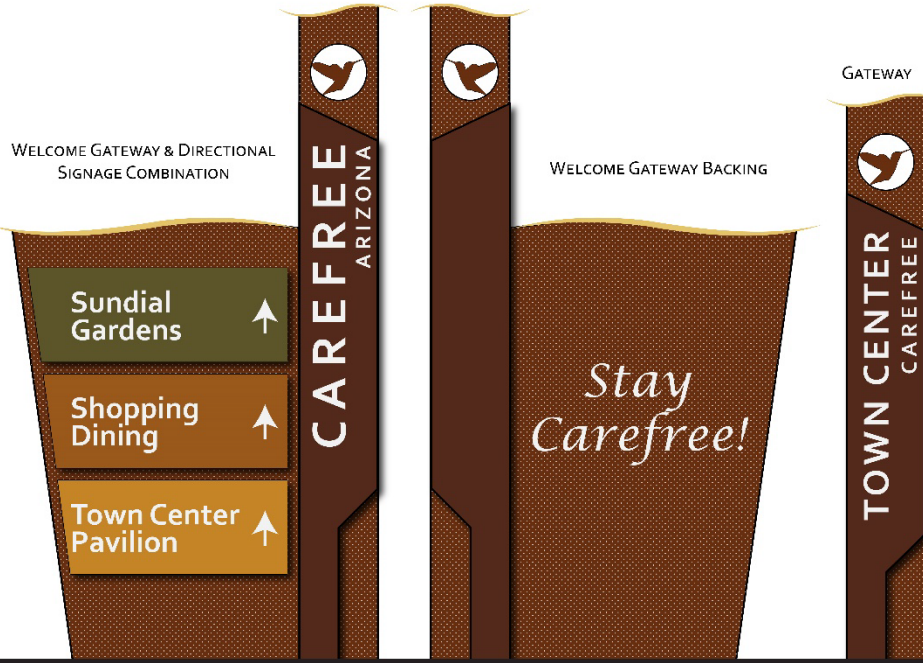 WELCOME GATEWAY & DIRECTIONAL
SIGNAGE COMBINATION
Sundial
Gardens
Shopping
Dining
Town Center
Pavilion
CAREFREE
ARIZONA
WELCOME GATEWAY BACKING
Stay
Carefree!
GATEWAY
TOWN CENTER
CAREFREE